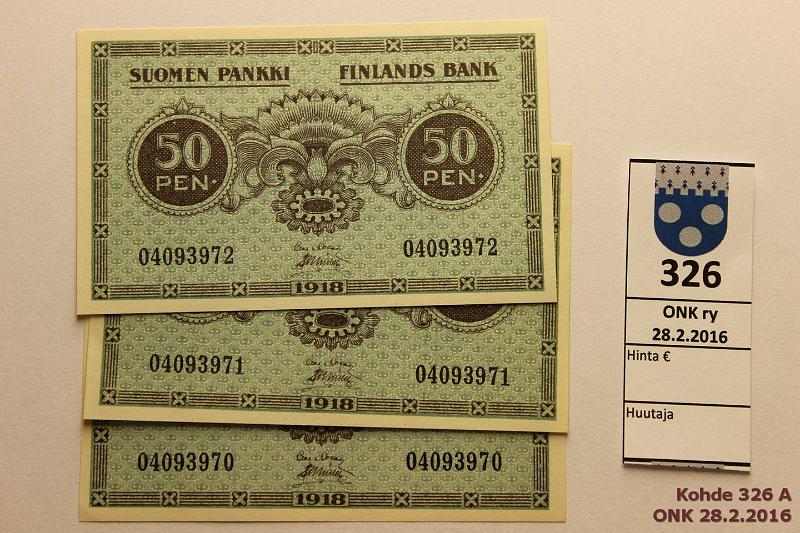 SUOMEN PANKKI FINLANDS BANK
50 PEN· 50 PEN·
04093972 04093972
1918
04093971 04093971
1918
04093970 04093970
1918
326
ONK ry
28.2.2016
Hinta €
Huutaja
Kohde 326 A
ONK 28.2.2016